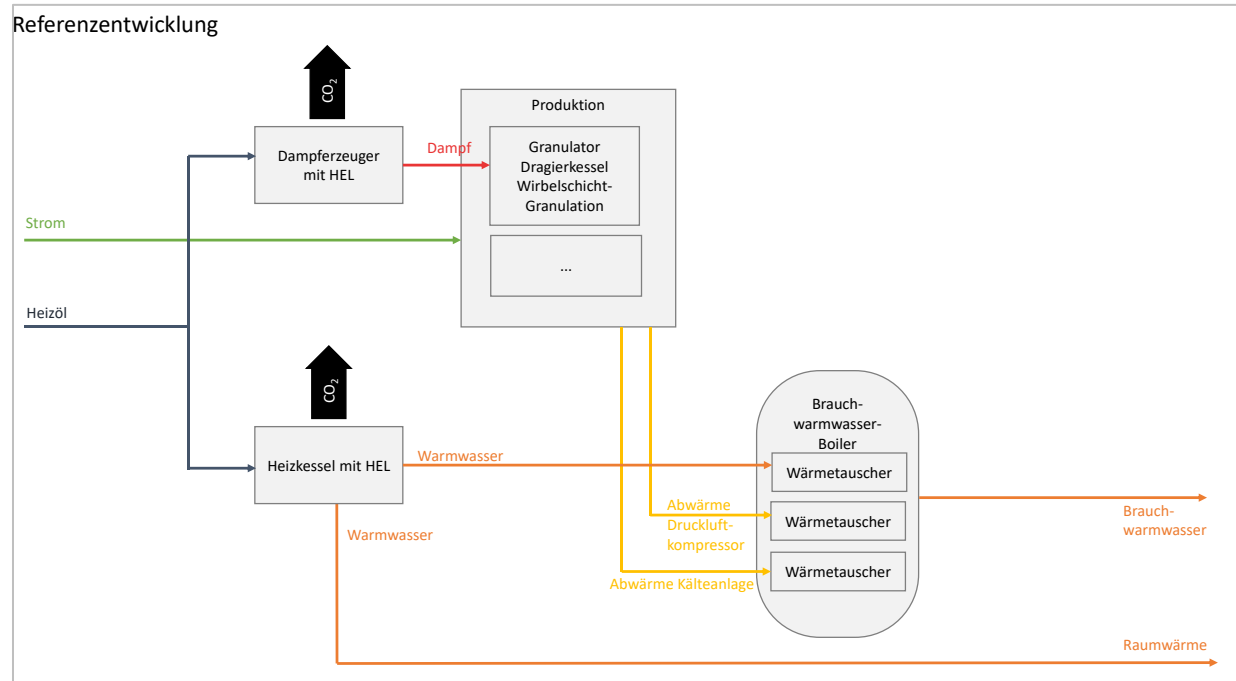 Referenzentwicklung
CO2
Produktion
Dampferzeuger
mit HEL
Dampf
Granulator
Dragierkessel
Wirbelschicht-
Granulation
Strom
...
Heizöl
CO2
Heizkessel mit HEL
Warmwasser
Warmwasser
Brauch-
warmwasser-
Boiler
Wärmetauscher
Abwärme
Druckluft-
kompressor
Wärmetauscher
Abwärme Kälteanlage
Wärmetauscher
Brauch-
warmwasser
Raumwärme